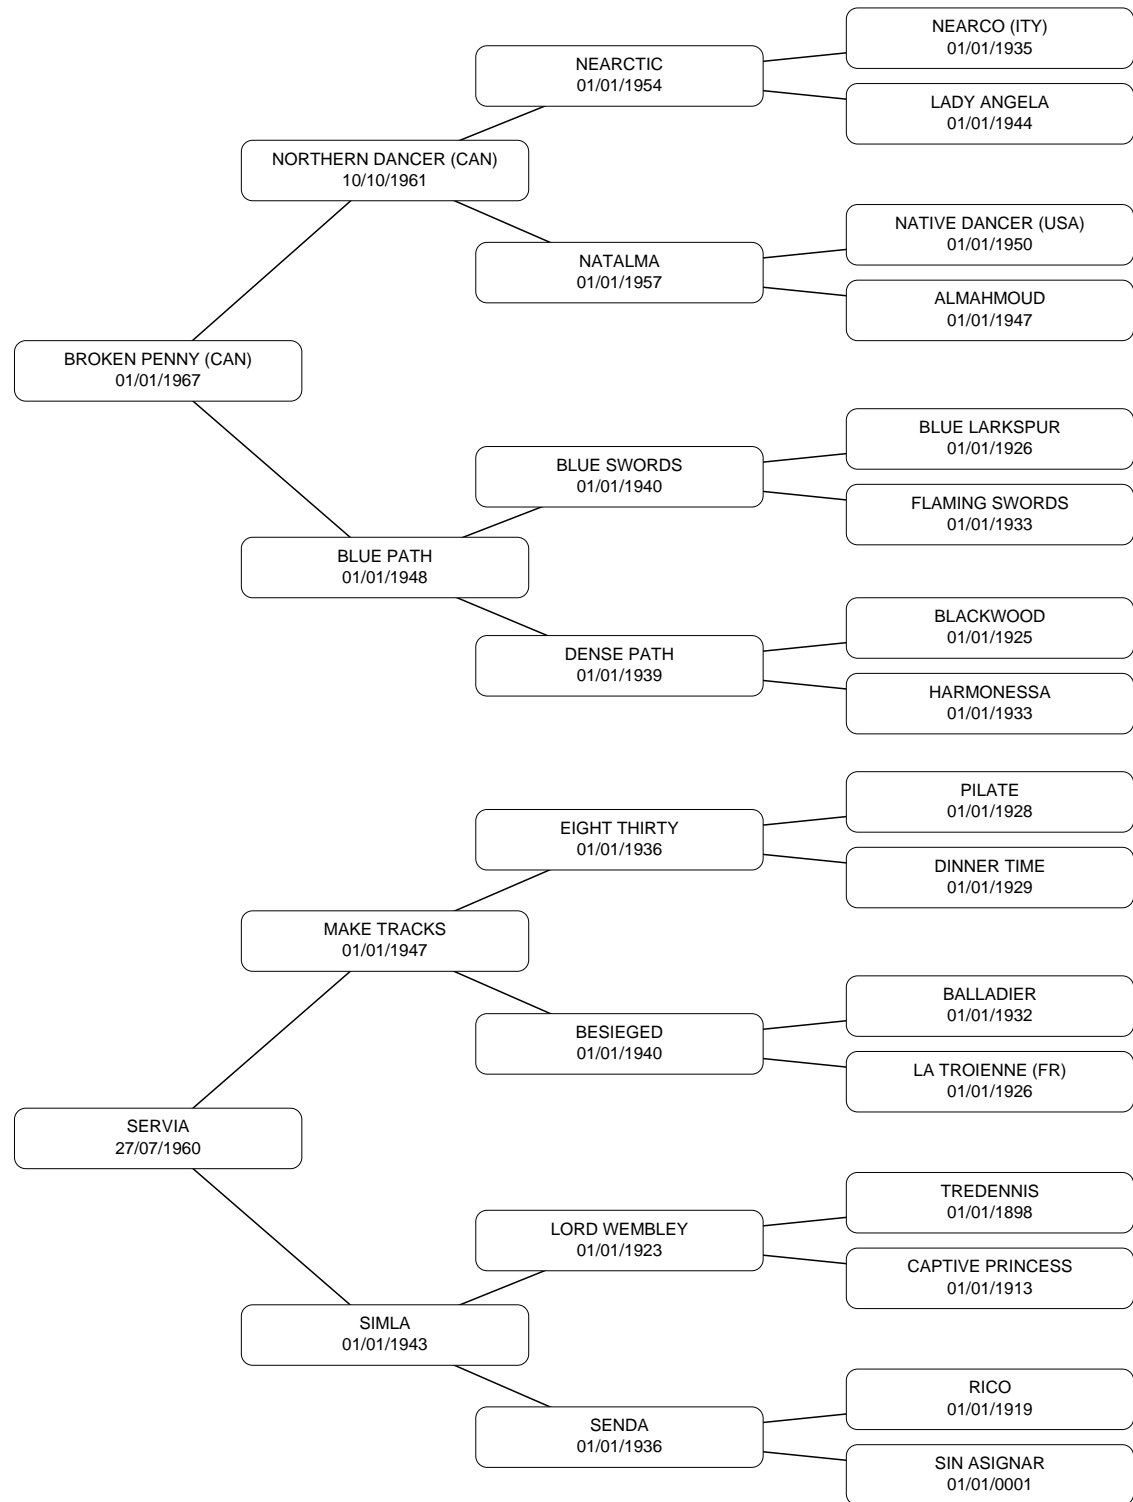 NEARCO (ITY)
01/01/1935
NEARCTIC
01/01/1954
LADY ANGELA
01/01/1944
NORTHERN DANCER (CAN)
10/10/1961
NATIVE DANCER (USA)
01/01/1950
NATALMA
01/01/1957
ALMAHMOUD
01/01/1947
BROKEN PENNY (CAN)
01/01/1967
BLUE LARKSPUR
01/01/1926
BLUE SWORDS
01/01/1940
FLAMING SWORDS
01/01/1933
BLUE PATH
01/01/1948
BLACKWOOD
01/01/1925
DENSE PATH
01/01/1939
HARMONESSA
01/01/1933
PILATE
01/01/1928
EIGHT THIRTY
01/01/1936
DINNER TIME
01/01/1929
MAKE TRACKS
01/01/1947
BALLADIER
01/01/1932
BESIEGED
01/01/1940
LA TROIENNE (FR)
01/01/1926
SERVIA
27/07/1960
TREDENNIS
01/01/1898
LORD WEMBLEY
01/01/1923
CAPTIVE PRINCESS
01/01/1913
SIMLA
01/01/1943
RICO
01/01/1919
SENDA
01/01/1936
SIN ASIGNAR
01/01/0001